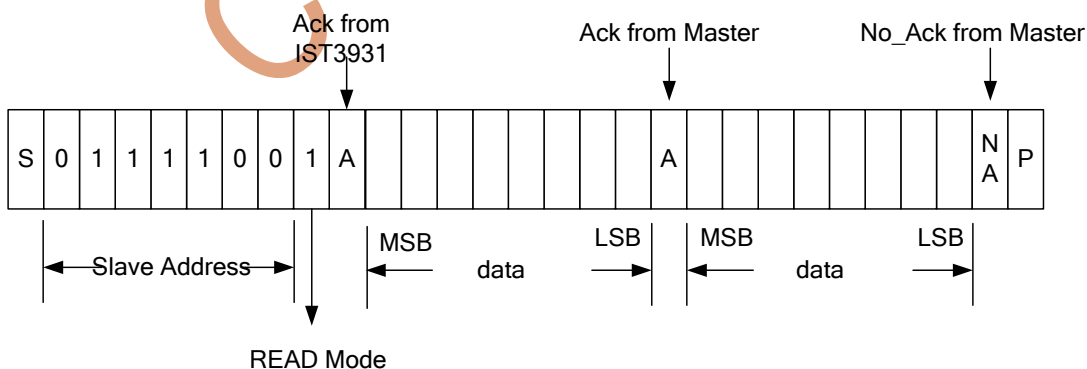 Ack from
IST3931
Ack from Master
No_Ack from Master
S 0 1 1 1 1 0 0 1 A A N A P
MSB LSB MSB LSB
Slave Address data data
READ Mode